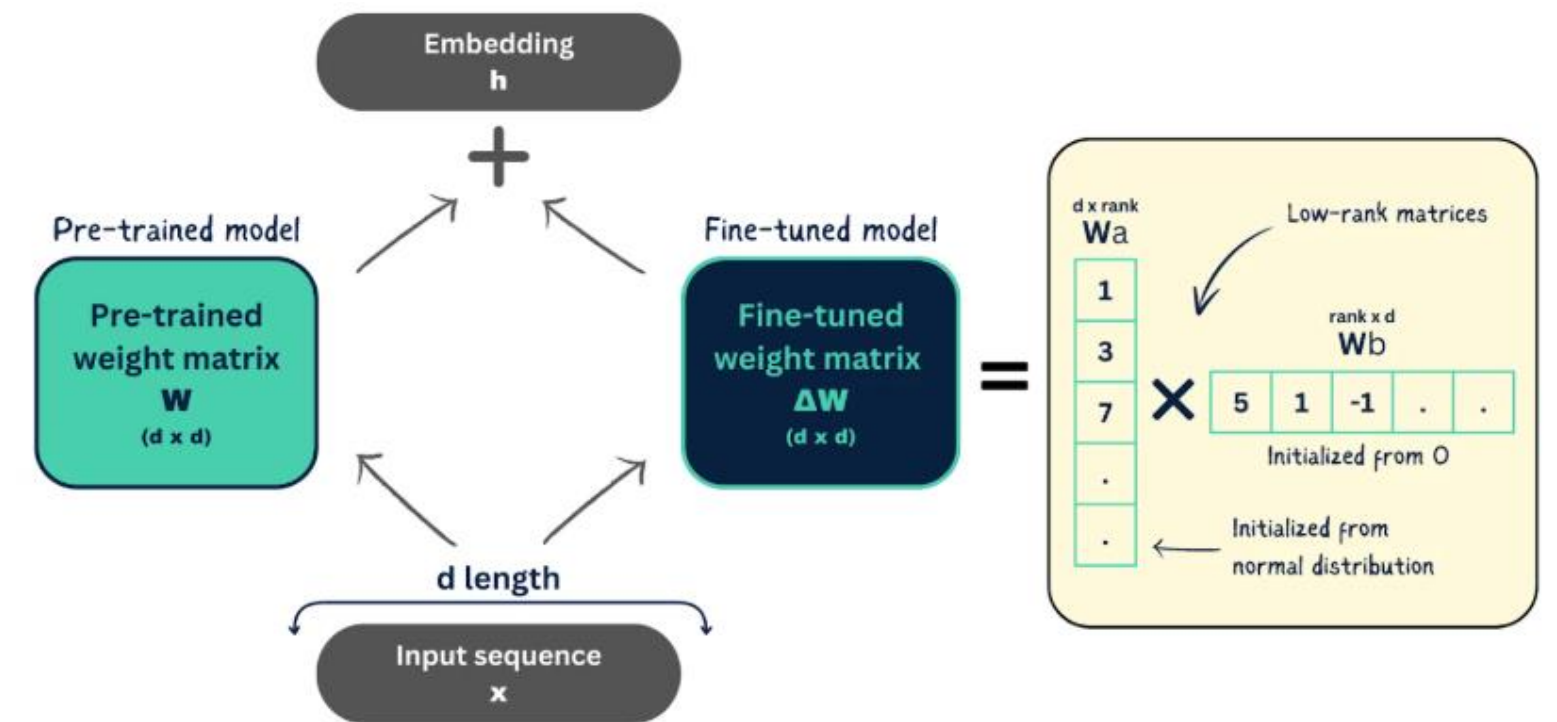 Embedding
h
+
Pre-trained model
Pre-trained
weight matrix
W
(d x d)
Fine-tuned model
Fine-tuned
weight matrix
ΔW
(d x d)
=
d length
Input sequence
x
d x rank
Wa
1
3
7
.
.
×
Low-rank matrices
rank x d
Wb
5 1 -1 . .
Initialized from 0
Initialized from
normal distribution